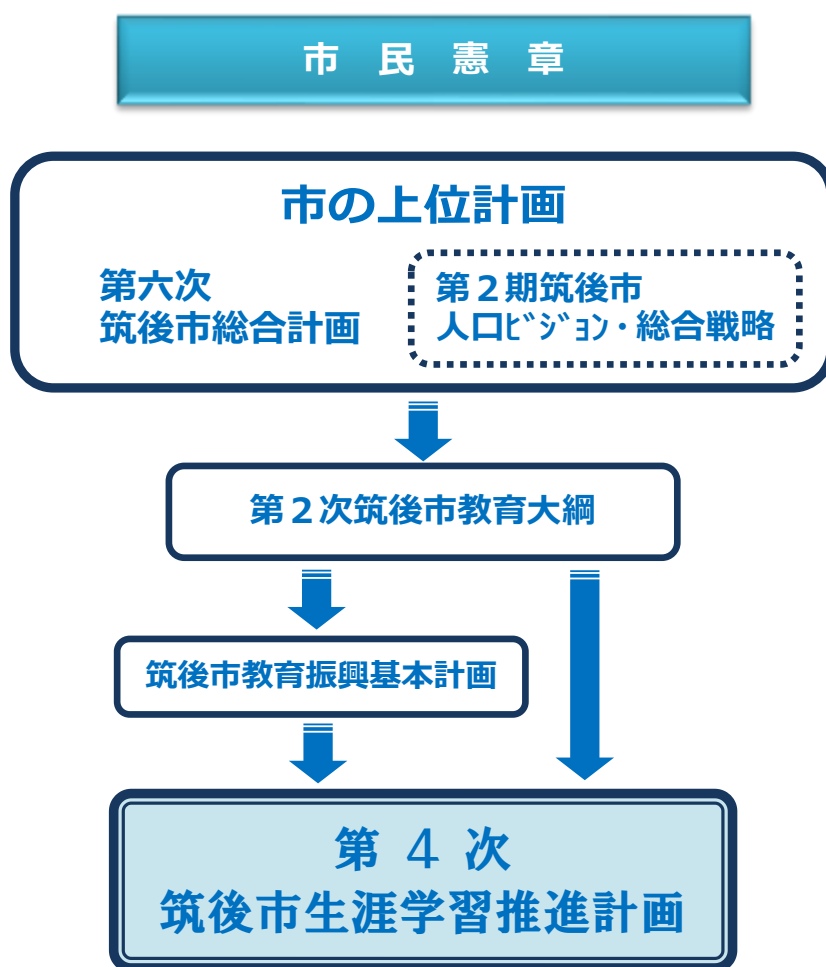 市 民 憲 章
市の上位計画
第六次
筑後市総合計画
第２期筑後市
人口ﾋﾞｼﾞｮﾝ・総合戦略
第２次筑後市教育大綱
筑後市教育振興基本計画
第 ４ 次
筑後市生涯学習推進計画